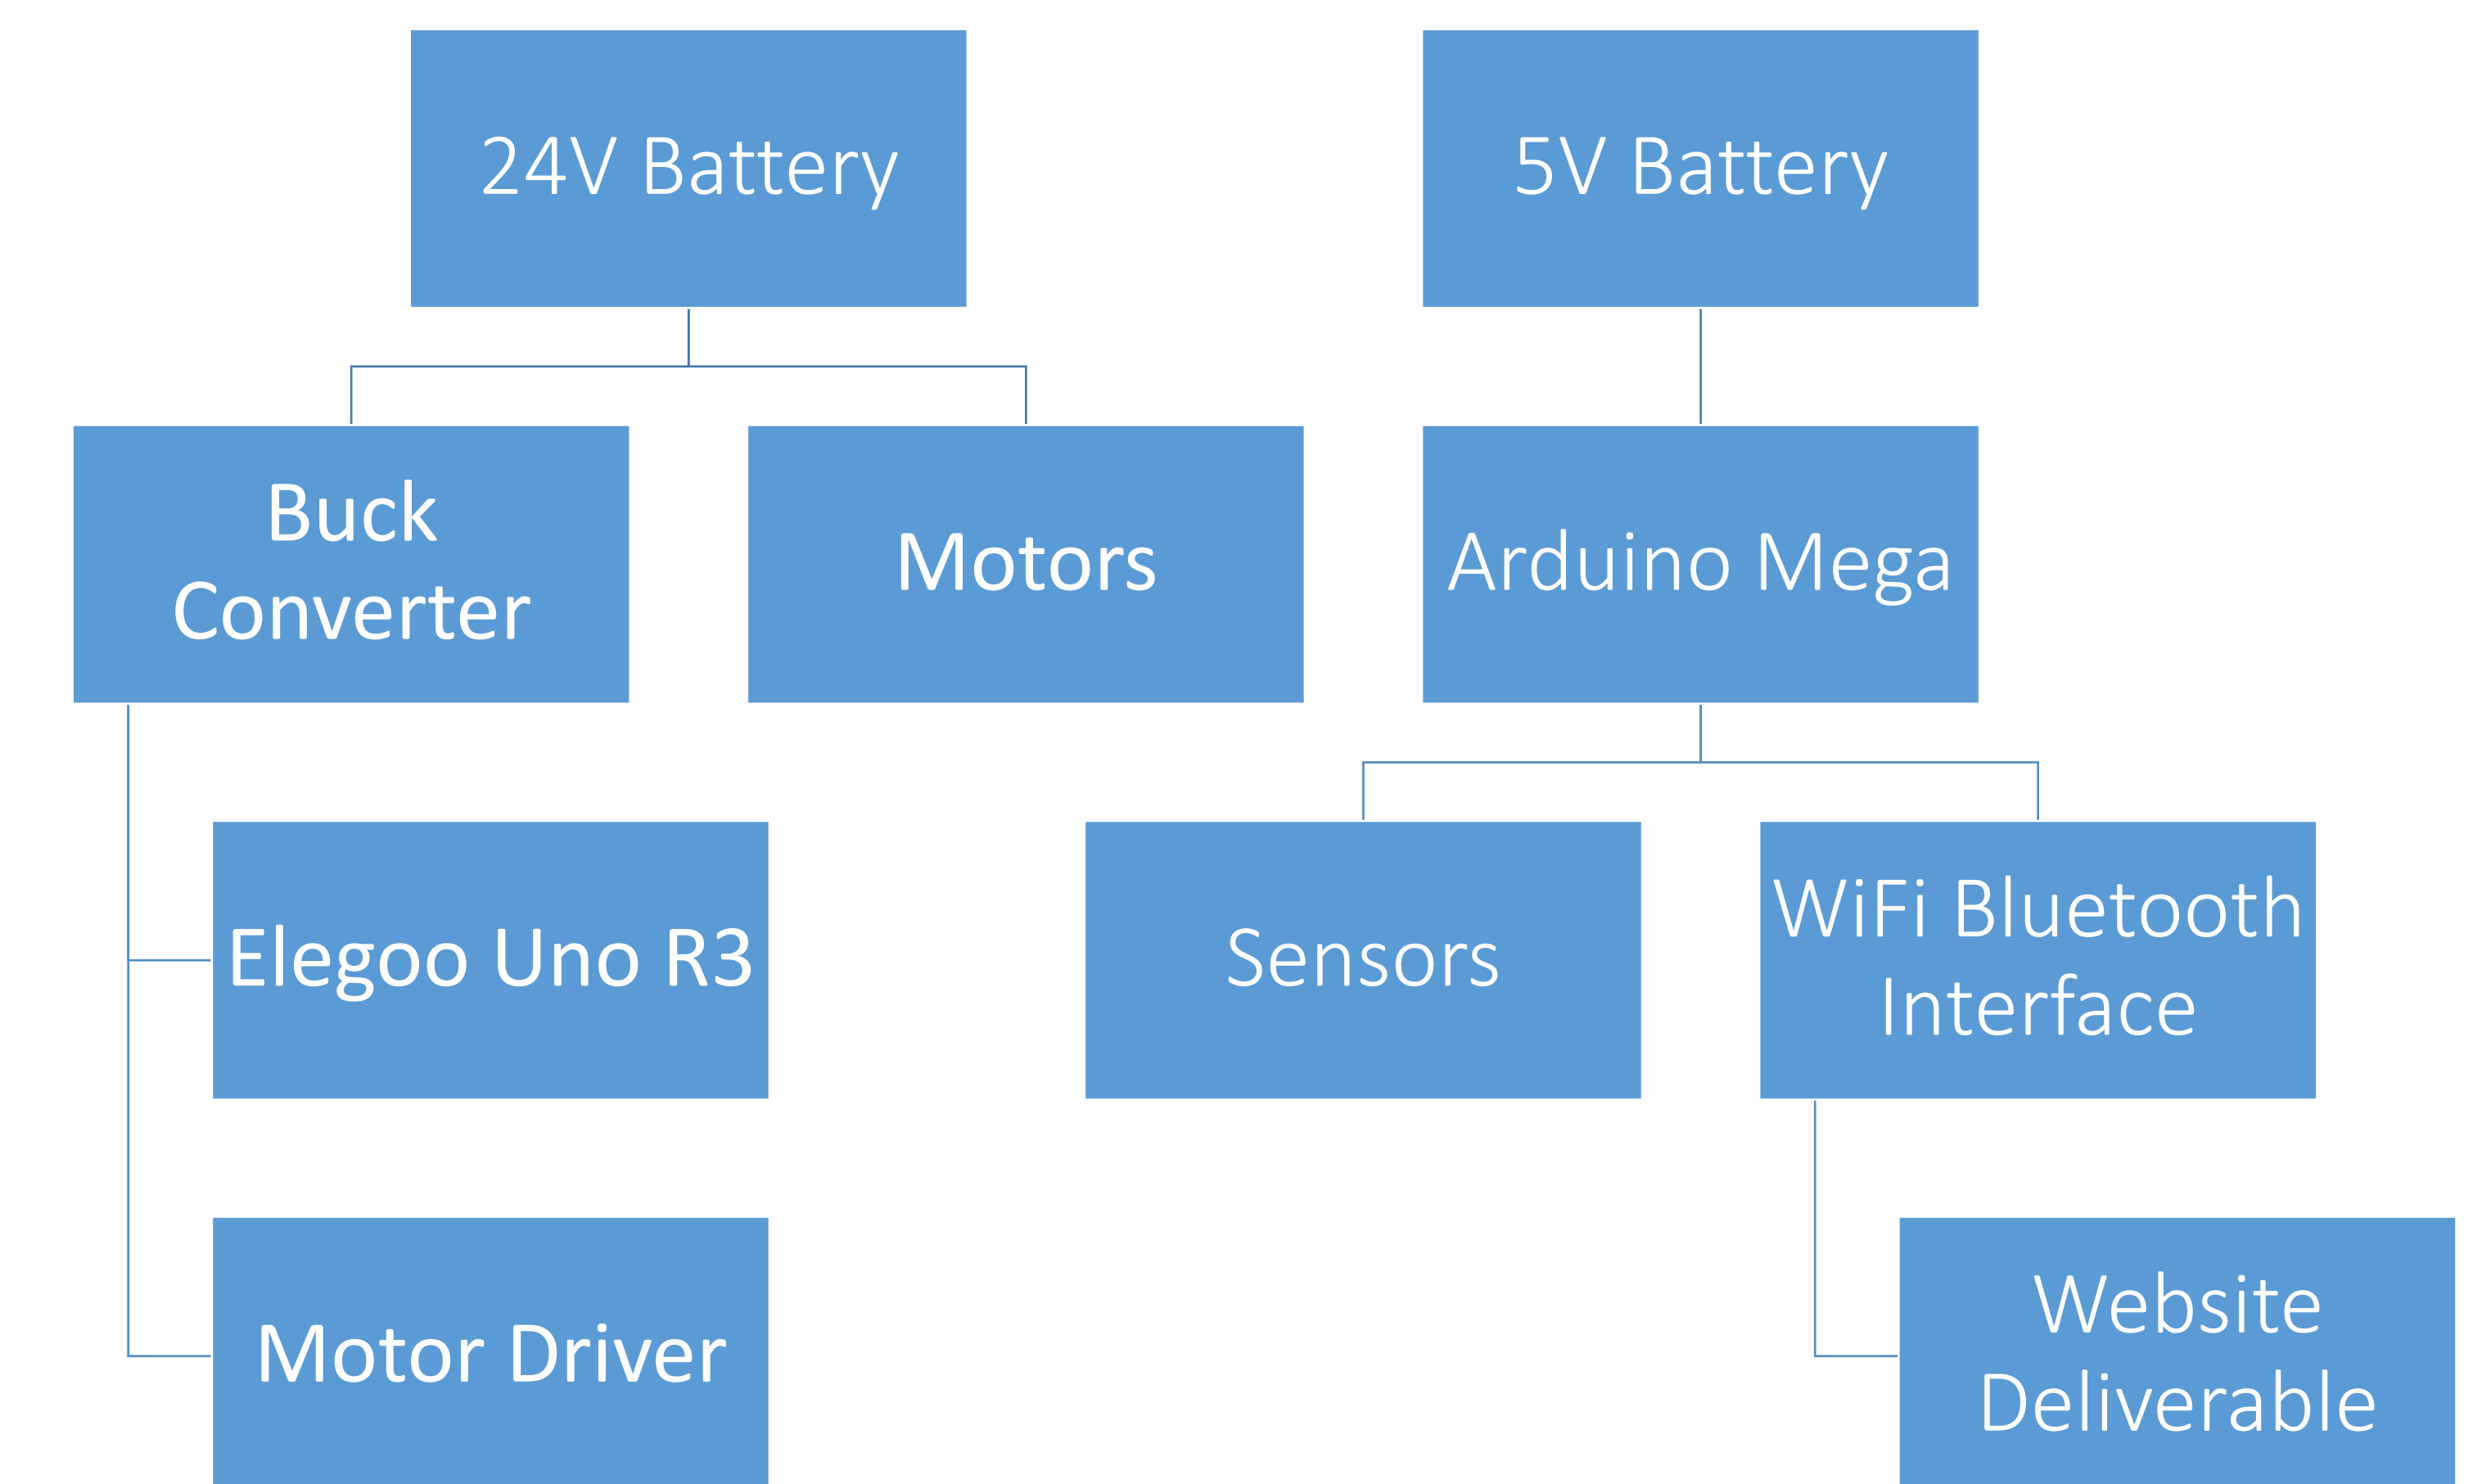 24V Battery
5V Battery
Buck
Converter
Motors
Arduino Mega
Elegoo Uno R3
Sensors
WiFi Bluetooth
Interface
Motor Driver
Website
Deliverable